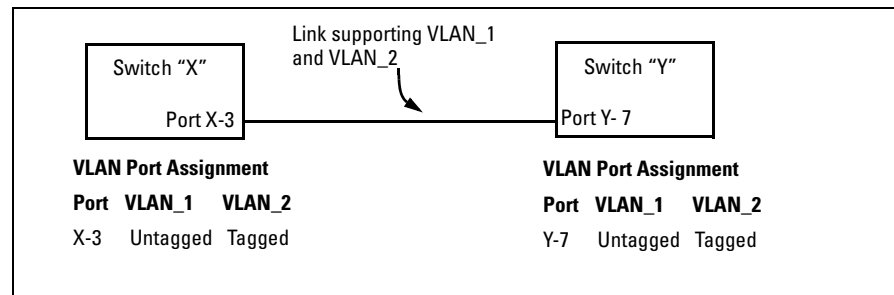 Link supporting VLAN_1
and VLAN_2
Switch “X”
Switch “Y”
Port X-3
Port Y- 7
VLAN Port Assignment
Port VLAN_1 VLAN_2
X-3 Untagged Tagged
VLAN Port Assignment
Port VLAN_1 VLAN_2
Y-7 Untagged Tagged